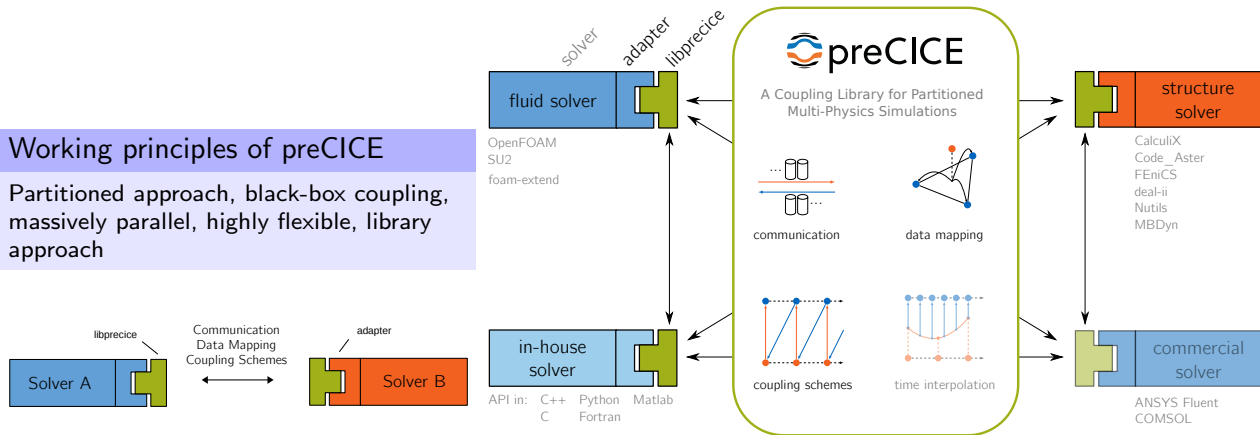 Working principles of preCICE
Partitioned approach, black-box coupling,
massively parallel, highly flexible, library
approach
libprecice
Communication
Data Mapping
Coupling Schemes
adapter
Solver A
Solver B
solver
adapter
libprecice
fluid solver
OpenFOAM
SU2
foam-extend
preCICE
A Coupling Library for Partitioned
Multi-Physics Simulations
...
...
communication
data mapping
coupling schemes
time interpolation
structure
solver
CalculiX
Code_Aster
FEniCS
deal-ii
Nutils
MBDyn
in-house
solver
API in: C++ Python Matlab
C Fortran
commercial
solver
ANSYS Fluent
COMSOL